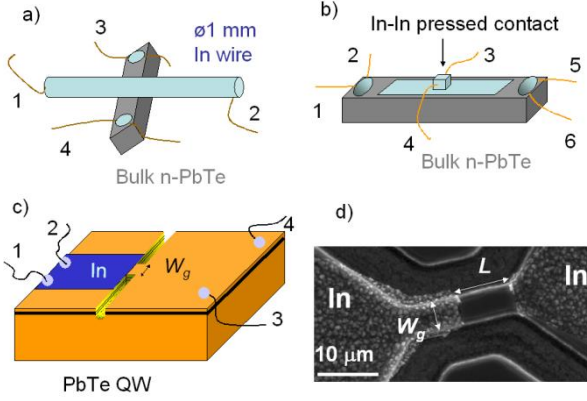 a)
3
ø1 mm
In wire
1
2
4
Bulk n-PbTe
b)
In-In pressed contact
2
3
5
1
4
6
Bulk n-PbTe
c)
4
2
1
In
Wg
3
PbTe QW
d)
In
L
In
Wg
10 μm